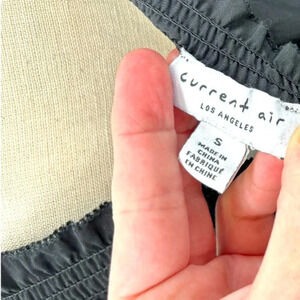 current air
LOS ANGELES
S
MADE IN
CHINA
FABRIQUE
EN CHINE